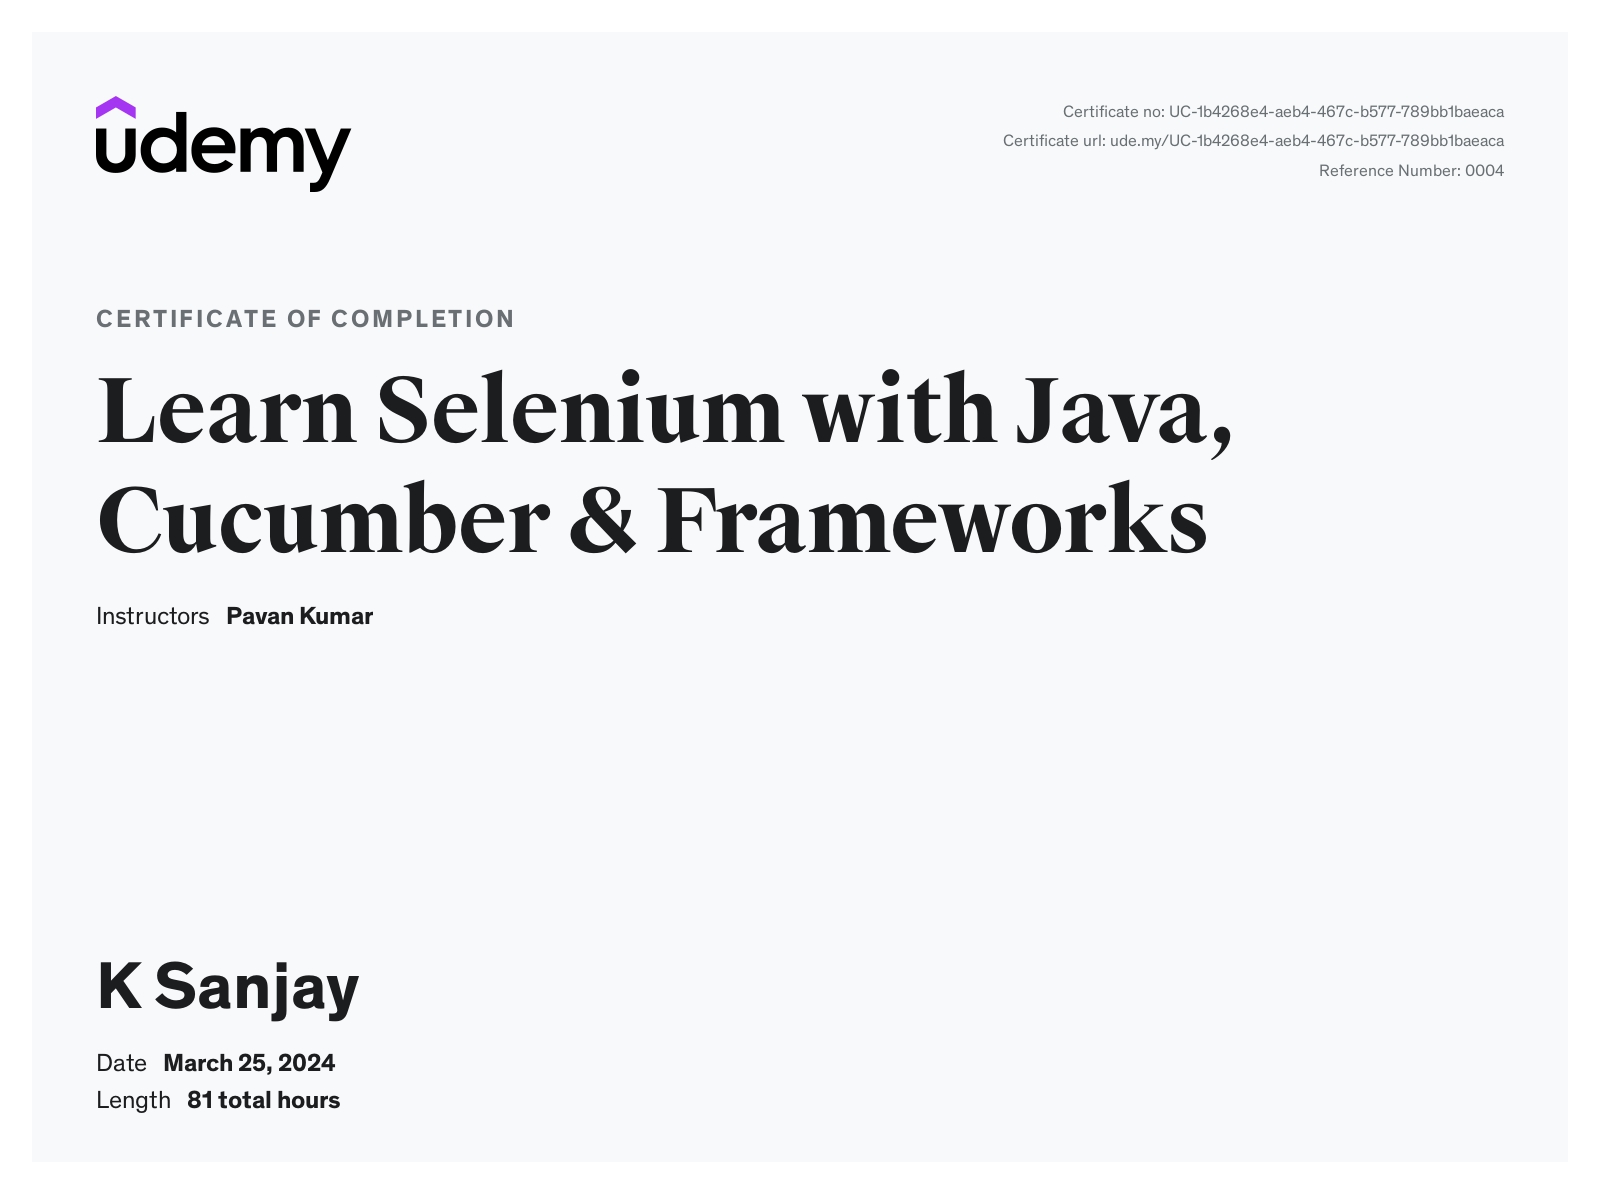 udemy
Certificate no: UC-1b4268e4-aeb4-467c-b577-789bb1baeaca
Certificate url: ude.my/UC-1b4268e4-aeb4-467c-b577-789bb1baeaca
Reference Number: 0004
CERTIFICATE OF COMPLETION
Learn Selenium with Java,
Cucumber & Frameworks
Instructors Pavan Kumar
K Sanjay
Date March 25, 2024
Length 81 total hours